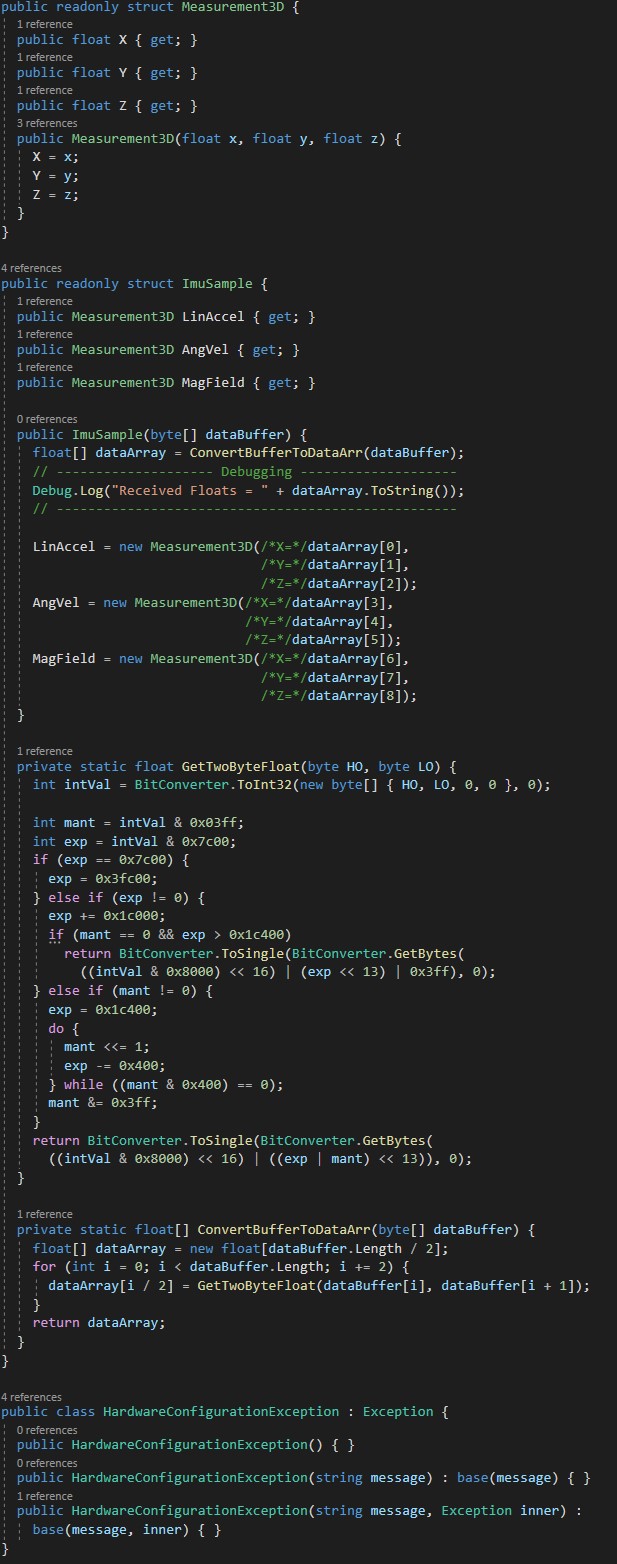 public readonly struct Measurement3D {
1 reference
public float X { get; }
1 reference
public float Y { get; }
1 reference
public float Z { get; }
3 references
public Measurement3D(float x, float y, float z) {
X = x;
Y = y;
Z = z;
}
}
4 references
public readonly struct ImuSample {
1 reference
public Measurement3D LinAccel { get; }
1 reference
public Measurement3D AngVel { get; }
1 reference
public Measurement3D MagField { get; }
0 references
public ImuSample(byte[] dataBuffer) {
float[] dataArray = ConvertBufferToDataArr(dataBuffer);
// -------------------- Debugging --------------------
Debug.Log("Received Floats = " + dataArray.ToString());
// ---------------------------------------------------
LinAccel = new Measurement3D(/*X=*/dataArray[0],
/*Y=*/dataArray[1],
/*Z=*/dataArray[2]);
AngVel = new Measurement3D(/*X=*/dataArray[3],
/*Y=*/dataArray[4],
/*Z=*/dataArray[5]);
MagField = new Measurement3D(/*X=*/dataArray[6],
/*Y=*/dataArray[7],
/*Z=*/dataArray[8]);
}
1 reference
private static float GetTwoByteFloat(byte HO, byte LO) {
int intVal = BitConverter.ToInt32(new byte[] { HO, LO, 0, 0 }, 0);
int mant = intVal & 0x03ff;
int exp = intVal & 0x7c00;
if (exp == 0x7c00) {
exp = 0x3fc00;
} else if (exp != 0) {
exp += 0x1c000;
if (mant == 0 && exp > 0x1c400)
return BitConverter.ToSingle(BitConverter.GetBytes(
((intVal & 0x8000) << 16) | (exp << 13) | 0x3ff), 0);
} else if (mant != 0) {
exp = 0x1c400;
do {
mant <<= 1;
exp -= 0x400;
} while ((mant & 0x400) == 0);
mant &= 0x3ff;
}
return BitConverter.ToSingle(BitConverter.GetBytes(
((intVal & 0x8000) << 16) | ((exp | mant) << 13)), 0);
}
1 reference
private static float[] ConvertBufferToDataArr(byte[] dataBuffer) {
float[] dataArray = new float[dataBuffer.Length / 2];
for (int i = 0; i < dataBuffer.Length; i += 2) {
dataArray[i / 2] = GetTwoByteFloat(dataBuffer[i], dataBuffer[i + 1]);
}
return dataArray;
}
}
4 references
public class HardwareConfigurationException : Exception {
0 references
public HardwareConfigurationException() { }
0 references
public HardwareConfigurationException(string message) : base(message) { }
1 reference
public HardwareConfigurationException(string message, Exception inner) :
base(message, inner) { }
}